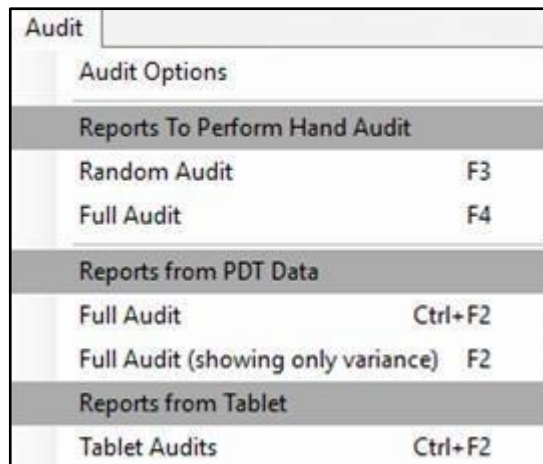 Audit
Audit Options
Reports To Perform Hand Audit
Random Audit F3
Full Audit F4
Reports from PDT Data
Full Audit Ctrl+F2
Full Audit (showing only variance) F2
Reports from Tablet
Tablet Audits Ctrl+F2